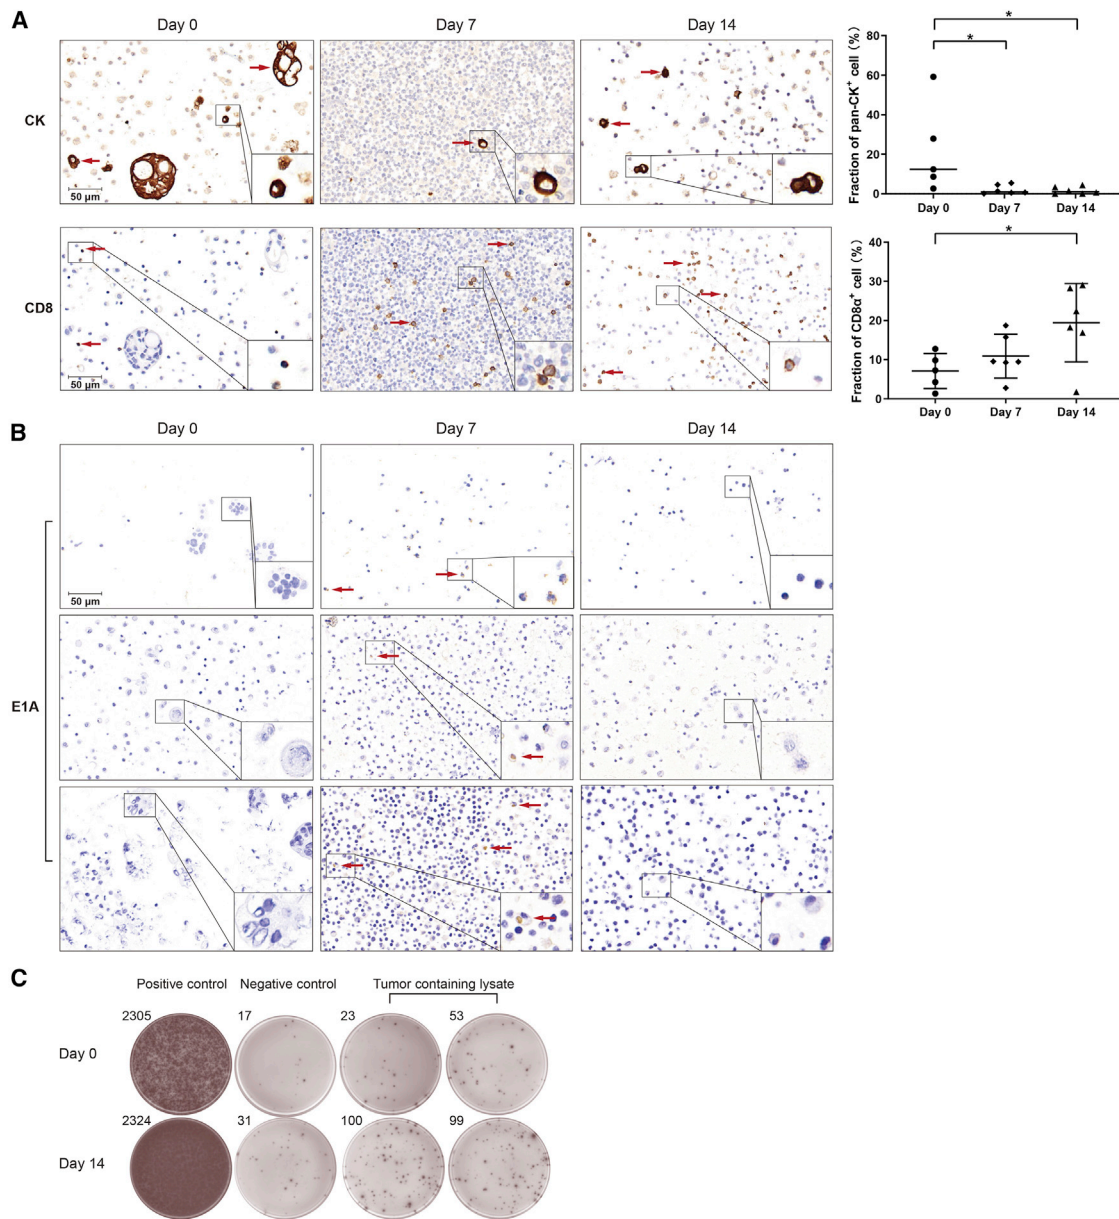 A
Day 0
Day 7
Day 14
CK
50 µm
CD8
50 µm
Fraction of pan-CK⁺ cell (%)
80
60
40
20
0
*
*
Day 0
Day 7
Day 14
Fraction of CD8α⁺ cell (%)
40
30
20
10
0
*
Day 0
Day 7
Day 14
B
Day 0
Day 7
Day 14
50 µm
E1A
C
Positive control
Negative control
Tumor containing lysate
Day 0
2305
17
23
53
Day 14
2324
31
100
99